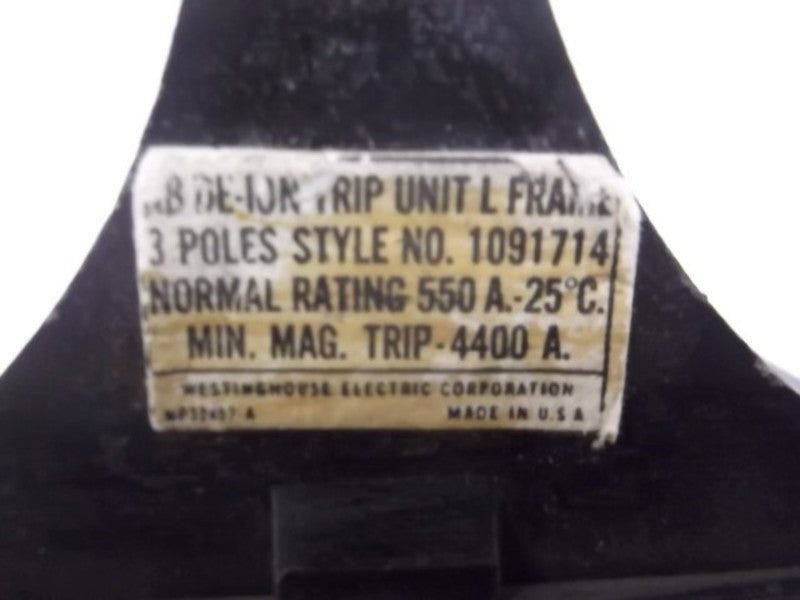 AB DE-ION TRIP UNIT L FRAME
3 POLES STYLE NO. 1091714
NORMAL RATING 550 A.-25°C.
MIN. MAG. TRIP-4400 A.
WESTINGHOUSE ELECTRIC CORPORATION
MADE IN U.S.A